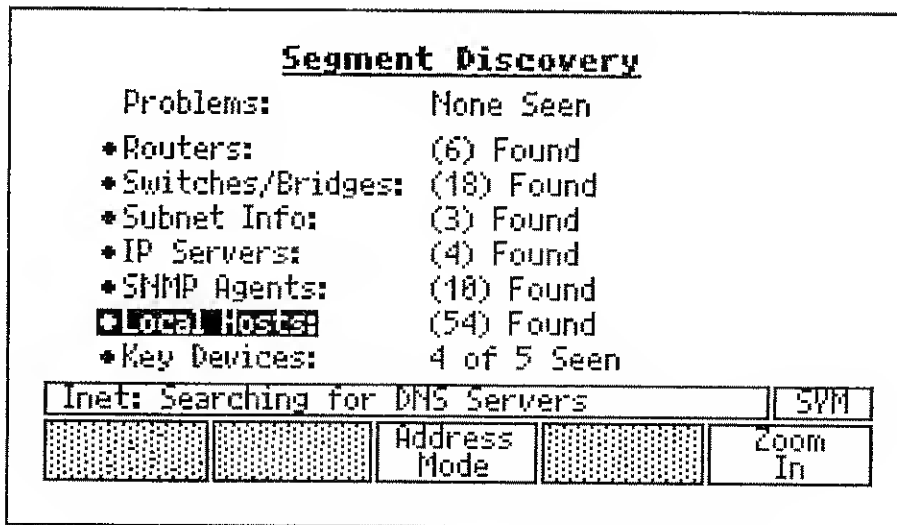 Segment Discovery
Problems: None Seen
•Routers: (6) Found
•Switches/Bridges: (18) Found
•Subnet Info: (3) Found
•IP Servers: (4) Found
•SNMP Agents: (10) Found
•Local Hosts: (54) Found
•Key Devices: 4 of 5 Seen
Inet: Searching for DNS Servers SYM
Address Mode
Zoom In